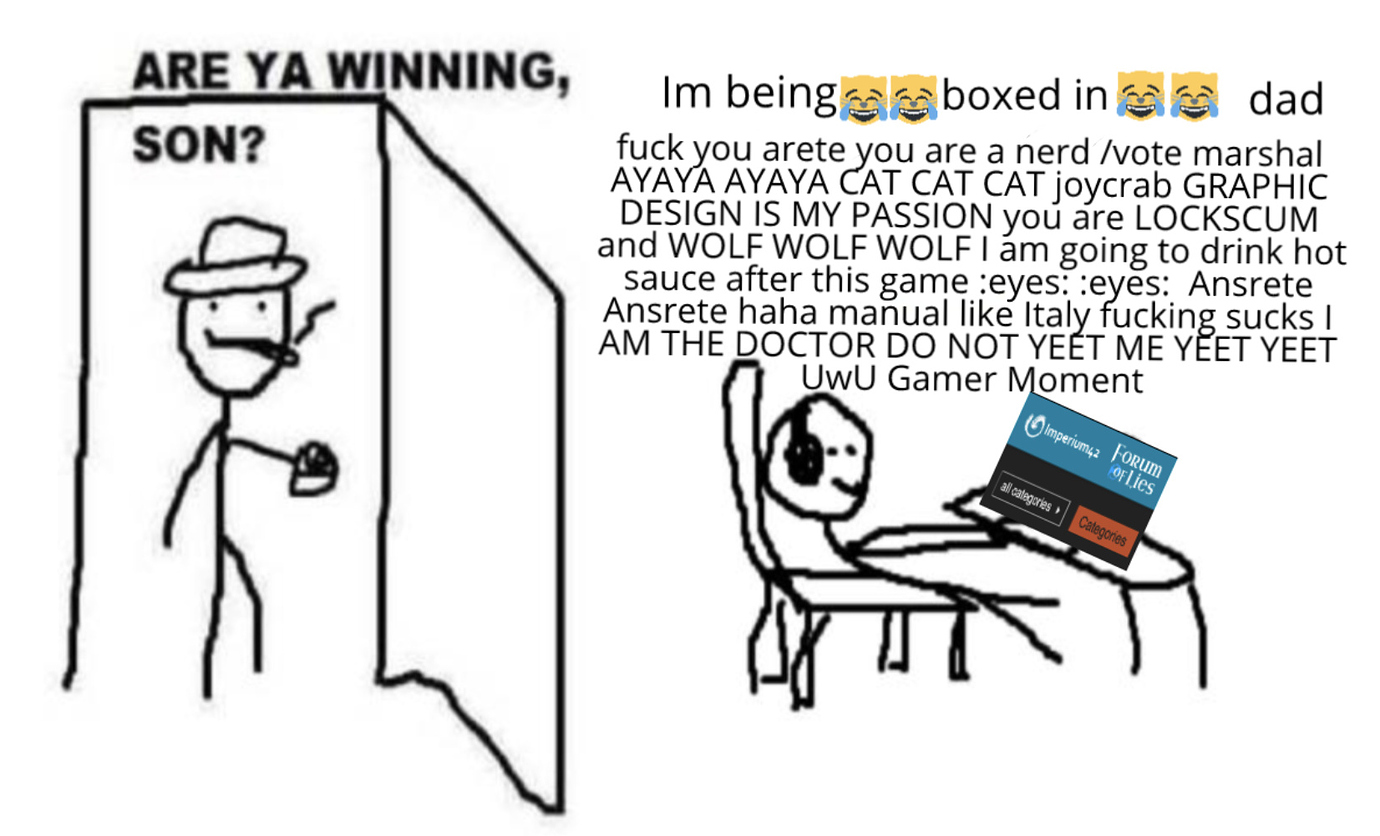 ARE YA WINNING,
SON?
Im being😹😹boxed in😹😹 dad
fuck you arete you are a nerd /vote marshal
AYAYA AYAYA CAT CAT CAT joycrab GRAPHIC
DESIGN IS MY PASSION you are LOCKSCUM
and WOLF WOLF WOLF I am going to drink hot
sauce after this game :eyes: :eyes: Ansrete
Ansrete haha manual like Italy fucking sucks I
AM THE DOCTOR DO NOT YEET ME YEET YEET
UwU Gamer Moment
Imperium42
FORUM
OF LIES
all categories
Categories